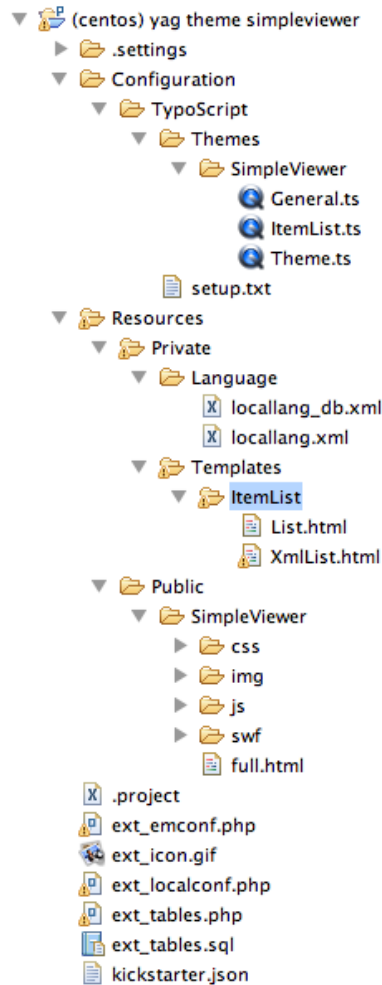 (centos) yag theme simpleviewer
.settings
Configuration
TypoScript
Themes
SimpleViewer
General.ts
ItemList.ts
Theme.ts
setup.txt
Resources
Private
Language
locallang_db.xml
locallang.xml
Templates
ItemList
List.html
XmlList.html
Public
SimpleViewer
css
img
js
swf
full.html
.project
ext_emconf.php
ext_icon.gif
ext_localconf.php
ext_tables.php
ext_tables.sql
kickstarter.json